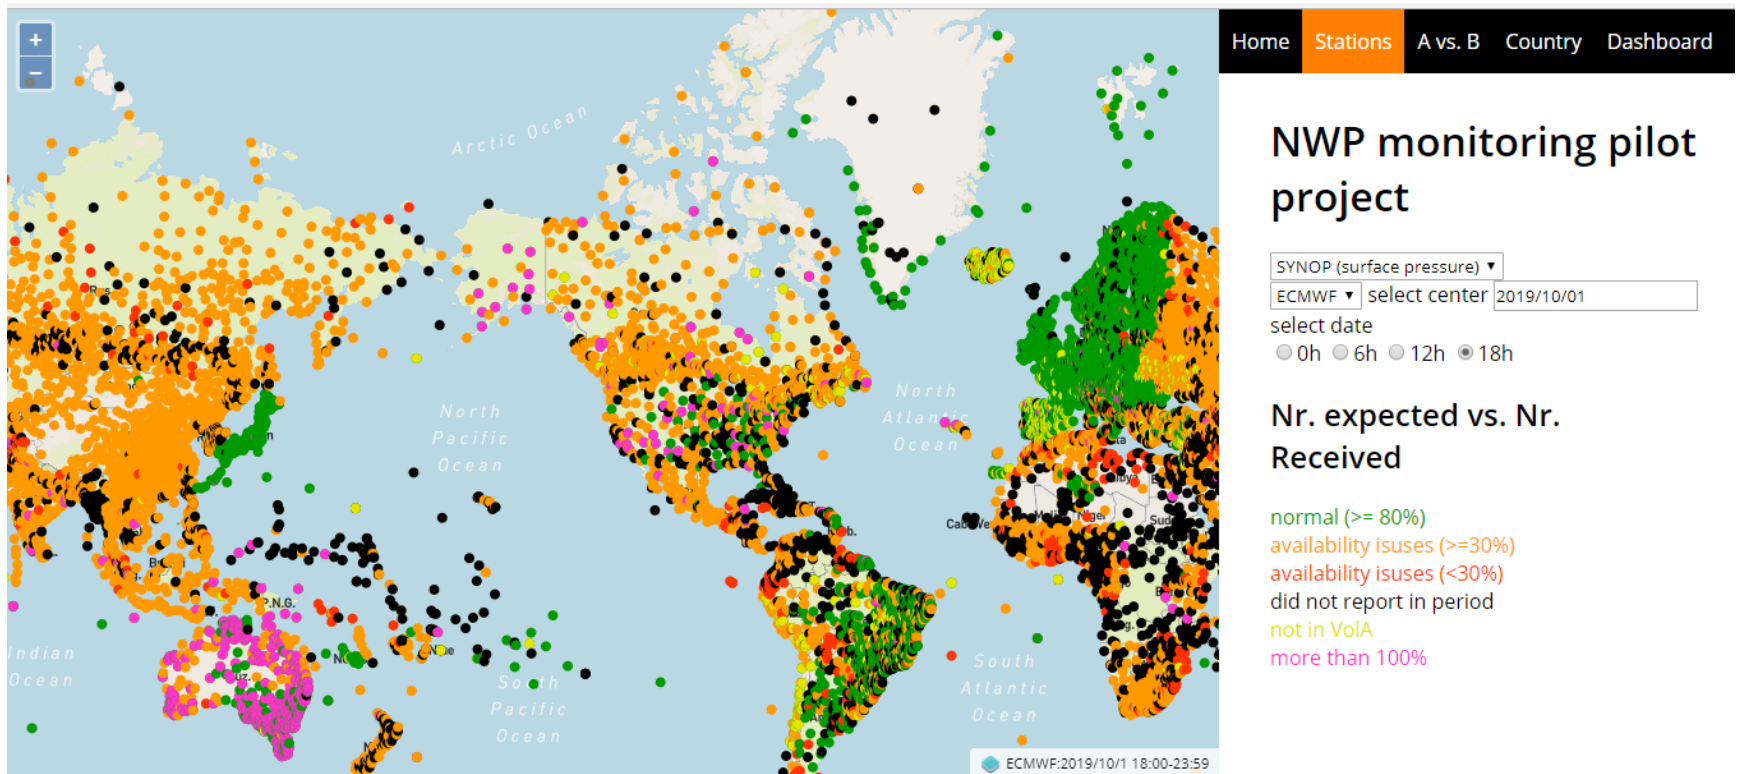 +
−
Home Stations A vs. B Country Dashboard
NWP monitoring pilot
project
SYNOP (surface pressure)
ECMWF select center 2019/10/01
select date
0h 6h 12h 18h
Nr. expected vs. Nr.
Received
normal (>= 80%)
availability isuses (>=30%)
availability isuses (<30%)
did not report in period
not in VolA
more than 100%
Arctic Ocean
North
Pacific
Ocean
North
Atlantic
Ocean
P.N.G.
Indian
Ocean
South
Pacific
Ocean
South
Atlantic
Ocean
ECMWF:2019/10/1 18:00-23:59